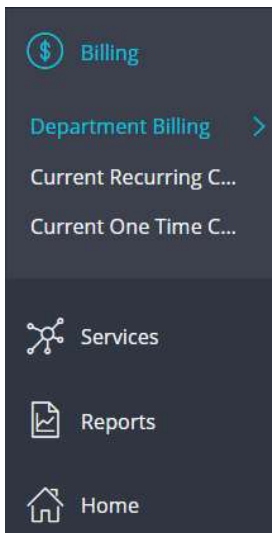 Billing
Department Billing
Current Recurring C...
Current One Time C...
Services
Reports
Home